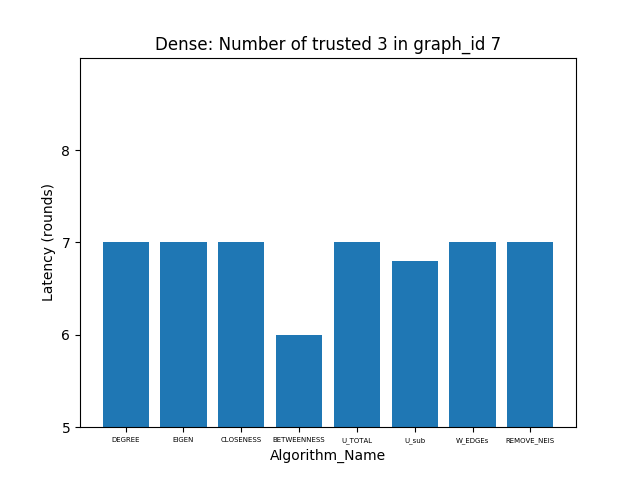 Dense: Number of trusted 3 in graph_id 7
Latency (rounds)
8
7
6
5
DEGREE EIGEN CLOSENESS BETWEENNESS U_TOTAL U_sub W_EDGEs REMOVE_NEIS
Algorithm_Name